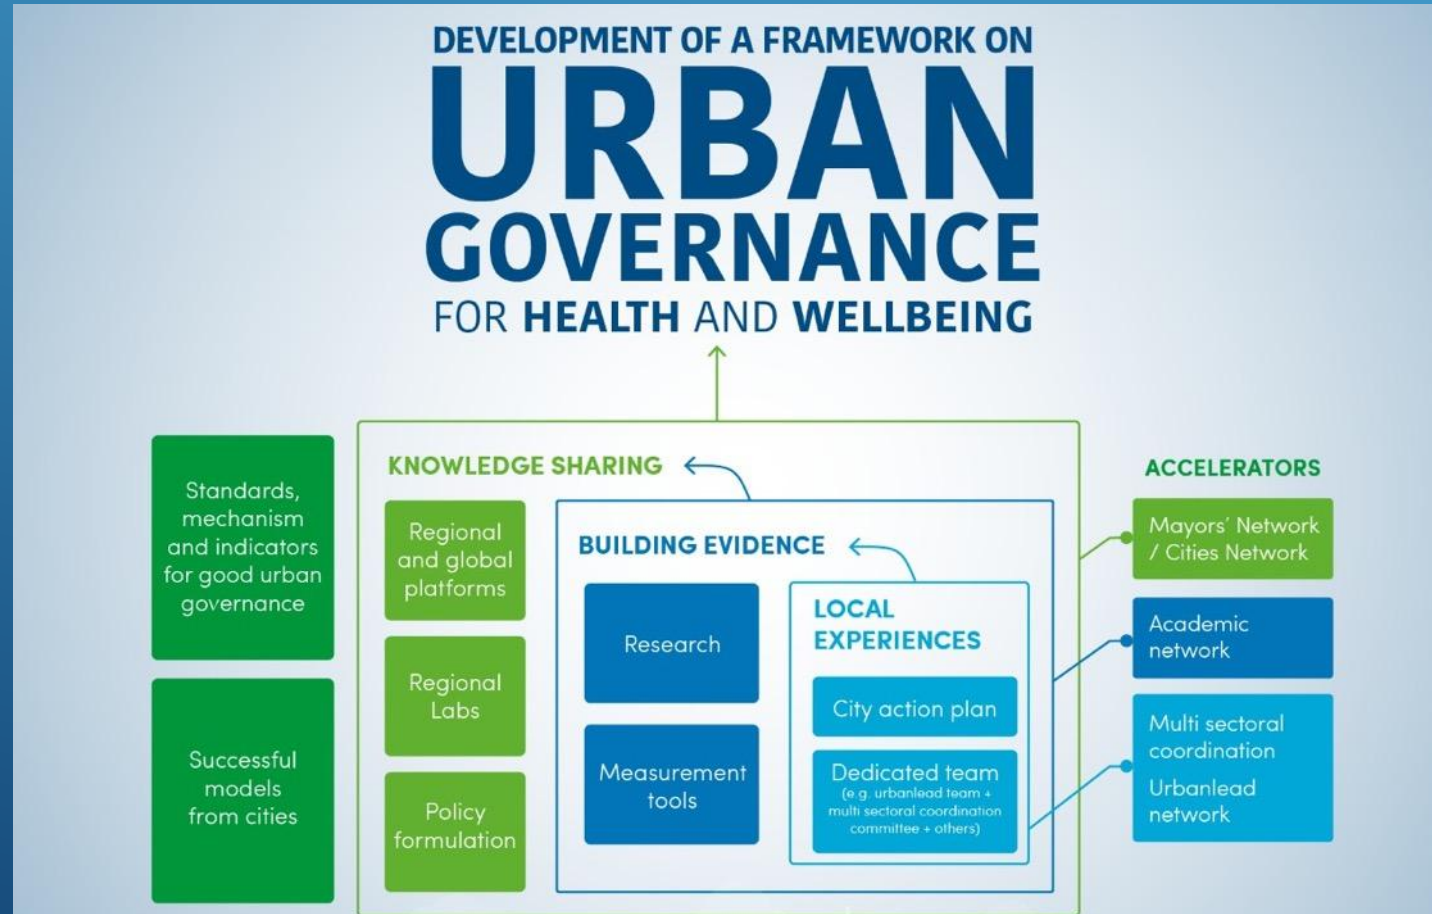 DEVELOPMENT OF A FRAMEWORK ON
URBAN
GOVERNANCE
FOR HEALTH AND WELLBEING
Standards,
mechanism
and indicators
for good urban
governance
Successful
models
from cities
KNOWLEDGE SHARING
Regional
and global
platforms
Regional
Labs
Policy
formulation
BUILDING EVIDENCE
Research
Measurement
tools
LOCAL
EXPERIENCES
City action plan
Dedicated team
(e.g. urbanlead team +
multi sectoral coordination
committee + others)
ACCELERATORS
Mayors' Network
/ Cities Network
Academic
network
Multi sectoral
coordination
Urbanlead
network